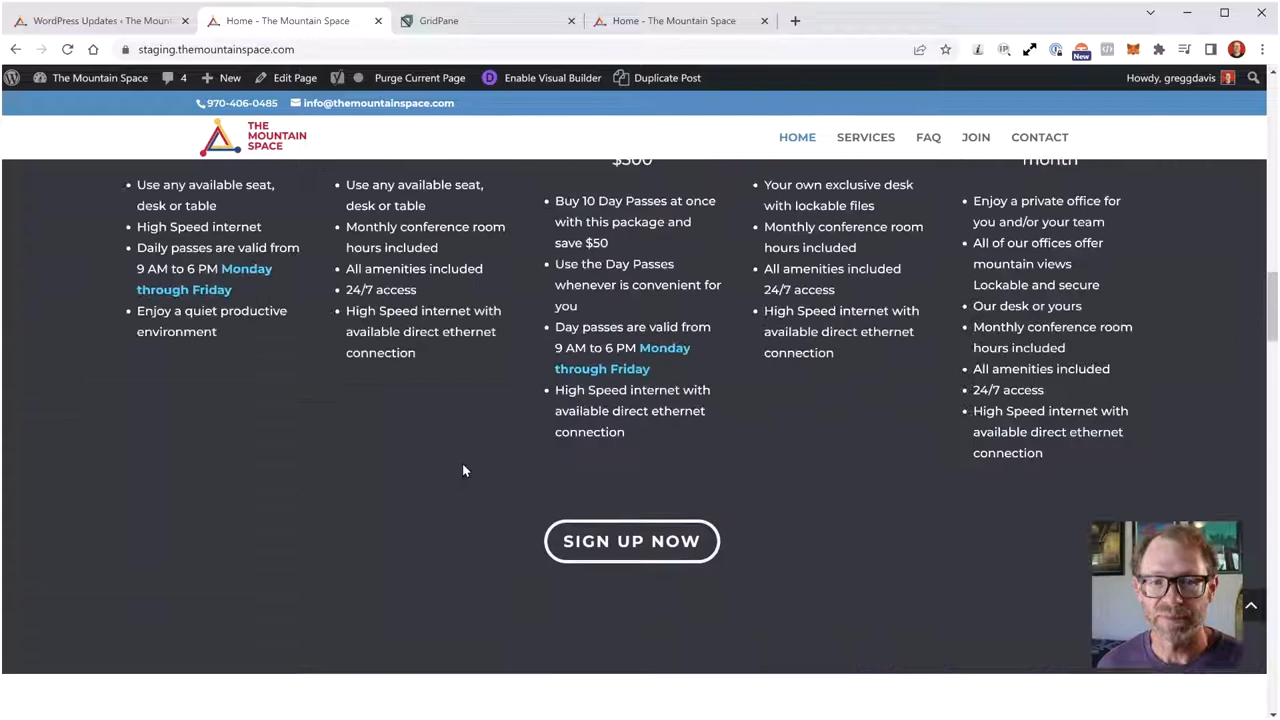 WordPress Updates ‹ The Mount
Home - The Mountain Space
GridPane
Home - The Mountain Space
staging.themountainspace.com
New
The Mountain Space
4
New
Edit Page
Purge Current Page
Enable Visual Builder
Duplicate Post
Howdy, greggdavis
970-406-0485
info@themountainspace.com
THE
MOUNTAIN
SPACE
HOME
SERVICES
FAQ
JOIN
CONTACT
Use any available seat,
desk or table
High Speed internet
Daily passes are valid from
9 AM to 6 PM Monday
through Friday
Enjoy a quiet productive
environment
Use any available seat,
desk or table
Monthly conference room
hours included
All amenities included
24/7 access
High Speed internet with
available direct ethernet
connection
$500
Buy 10 Day Passes at once
with this package and
save $50
Use the Day Passes
whenever is convenient for
you
Day passes are valid from
9 AM to 6 PM Monday
through Friday
High Speed internet with
available direct ethernet
connection
Your own exclusive desk
with lockable files
Monthly conference room
hours included
All amenities included
24/7 access
High Speed internet with
available direct ethernet
connection
month
Enjoy a private office for
you and/or your team
All of our offices offer
mountain views
Lockable and secure
Our desk or yours
Monthly conference room
hours included
All amenities included
24/7 access
High Speed internet with
available direct ethernet
connection
SIGN UP NOW